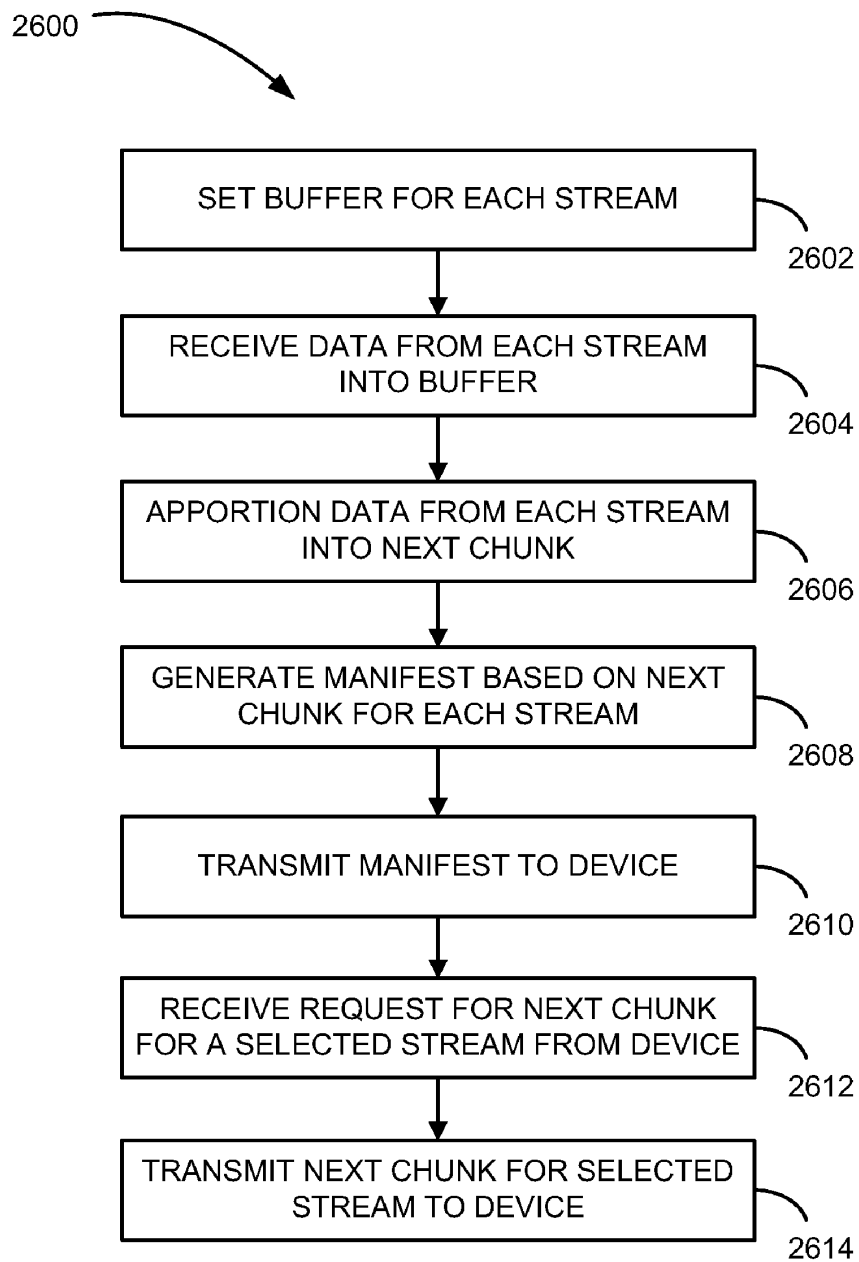 2600
SET BUFFER FOR EACH STREAM
2602
RECEIVE DATA FROM EACH STREAM
INTO BUFFER
2604
APPORTION DATA FROM EACH STREAM
INTO NEXT CHUNK
2606
GENERATE MANIFEST BASED ON NEXT
CHUNK FOR EACH STREAM
2608
TRANSMIT MANIFEST TO DEVICE
2610
RECEIVE REQUEST FOR NEXT CHUNK
FOR A SELECTED STREAM FROM DEVICE
2612
TRANSMIT NEXT CHUNK FOR SELECTED
STREAM TO DEVICE
2614